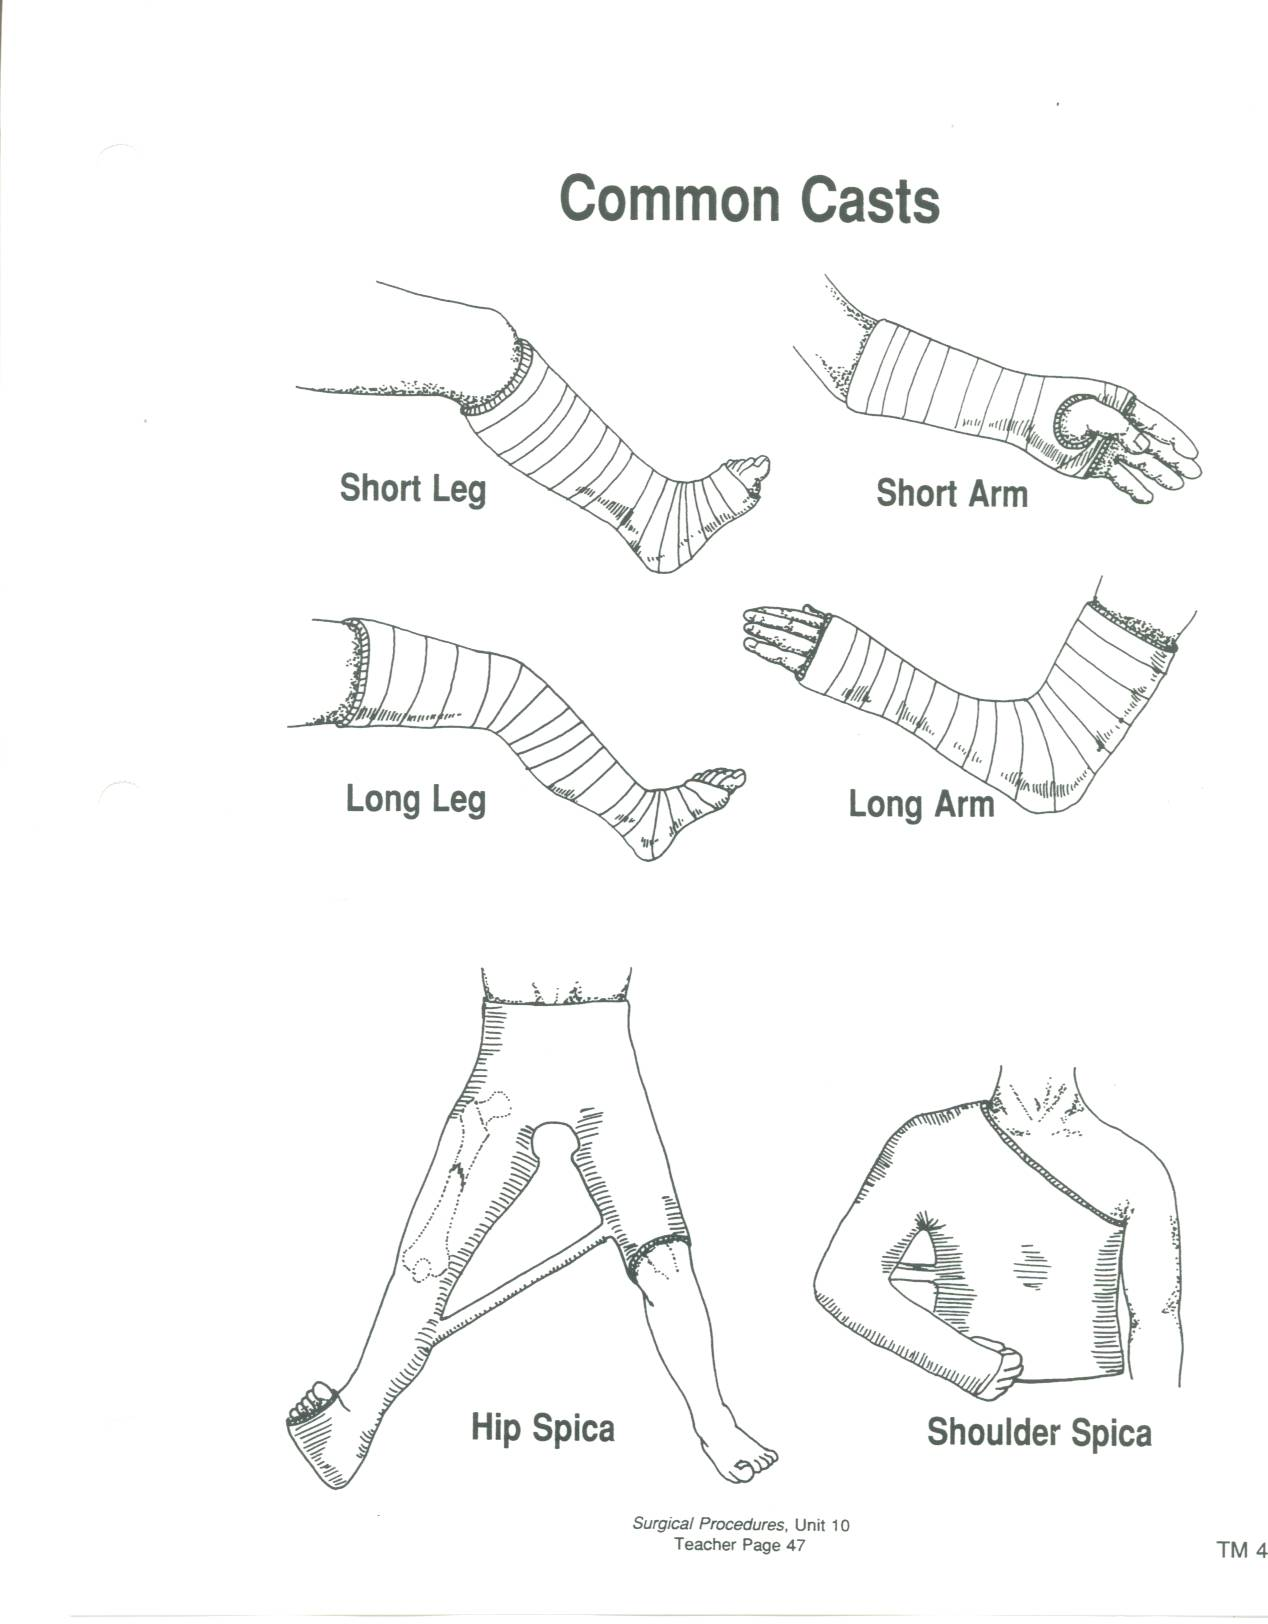 Common Casts
Short Leg
Short Arm
Long Leg
Long Arm
Hip Spica
Shoulder Spica
Surgical Procedures, Unit 10
Teacher Page 47
TM 4